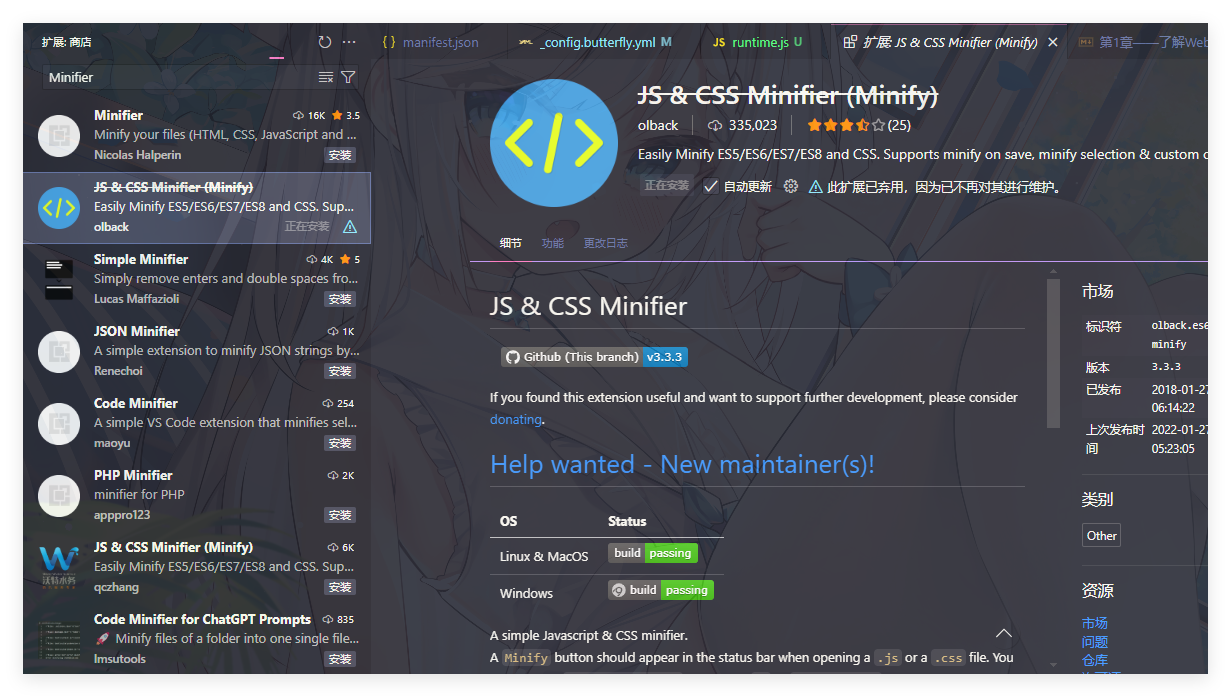 扩展: 商店
Minifier
Minifier 16K 3.5
Minify your files (HTML, CSS, JavaScript and ...
Nicolas Halperin 安装
JS & CSS Minifier (Minify)
Easily Minify ES5/ES6/ES7/ES8 and CSS. Sup...
olback 正在安装
Simple Minifier 4K 5
Simply remove enters and double spaces fro...
Lucas Maffazioli 安装
JSON Minifier 1K
A simple extension to minify JSON strings by...
Renechoi 安装
Code Minifier 254
A simple VS Code extension that minifies sel...
maoyu 安装
PHP Minifier 2K
minifier for PHP
apppro123 安装
JS & CSS Minifier (Minify) 6K
Easily Minify ES5/ES6/ES7/ES8 and CSS. Sup...
qczhang 安装
沃特水务
Code Minifier for ChatGPT Prompts 835
🚀 Minify files of a folder into one single file...
lmsutools 安装
{ } manifest.json _config.butterfly.yml M JS runtime.js U 扩展: JS & CSS Minifier (Minify) 第1章——了解Web
</>
JS & CSS Minifier (Minify)
olback 335,023 (25)
Easily Minify ES5/ES6/ES7/ES8 and CSS. Supports minify on save, minify selection & custom
正在安装 自动更新 此扩展已弃用，因为已不再对其进行维护。
细节 功能 更改日志
JS & CSS Minifier
Github (This branch) v3.3.3
If you found this extension useful and want to support further development, please consider
donating.
Help wanted - New maintainer(s)!
OS Status
Linux & MacOS build passing
Windows build passing
A simple Javascript & CSS minifier.
A Minify button should appear in the status bar when opening a .js or a .css file. You
市场
标识符 olback.es6-
minify
版本 3.3.3
已发布 2018-01-27
06:14:22
上次发布时 2022-01-27
间 05:23:05
类别
Other
资源
市场
问题
仓库